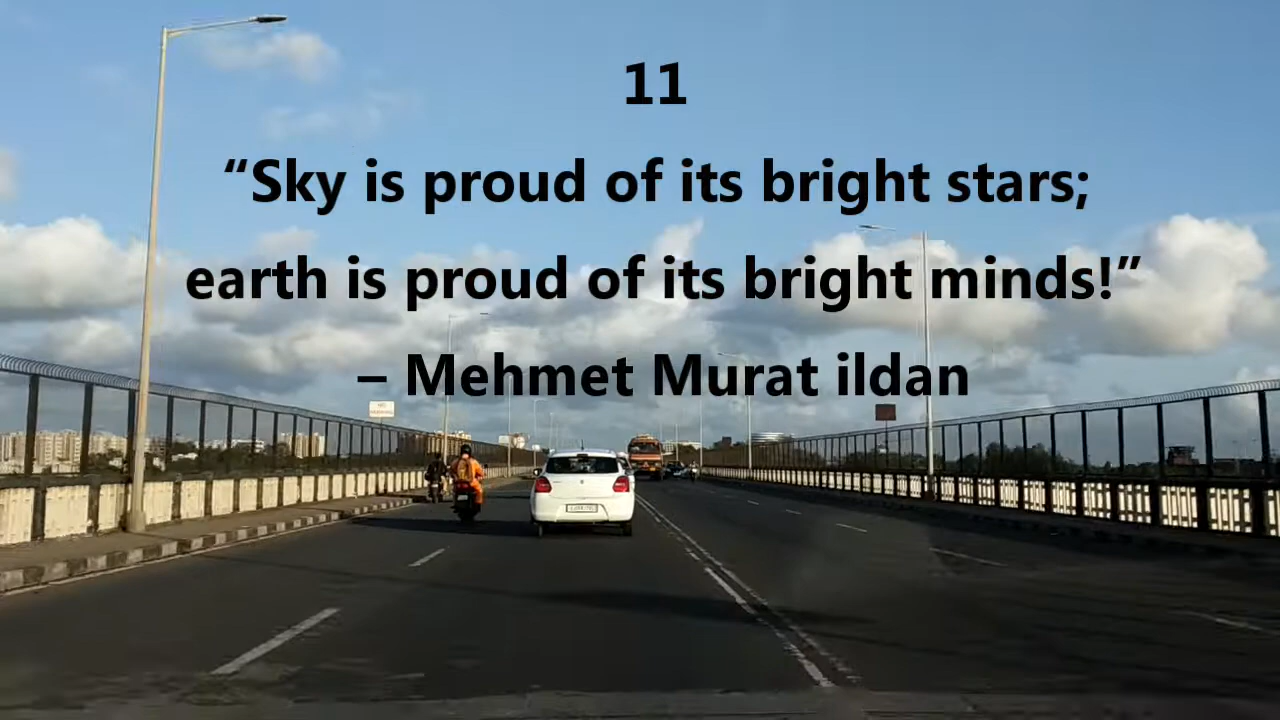 11
“Sky is proud of its bright stars;
earth is proud of its bright minds!”
– Mehmet Murat ildan